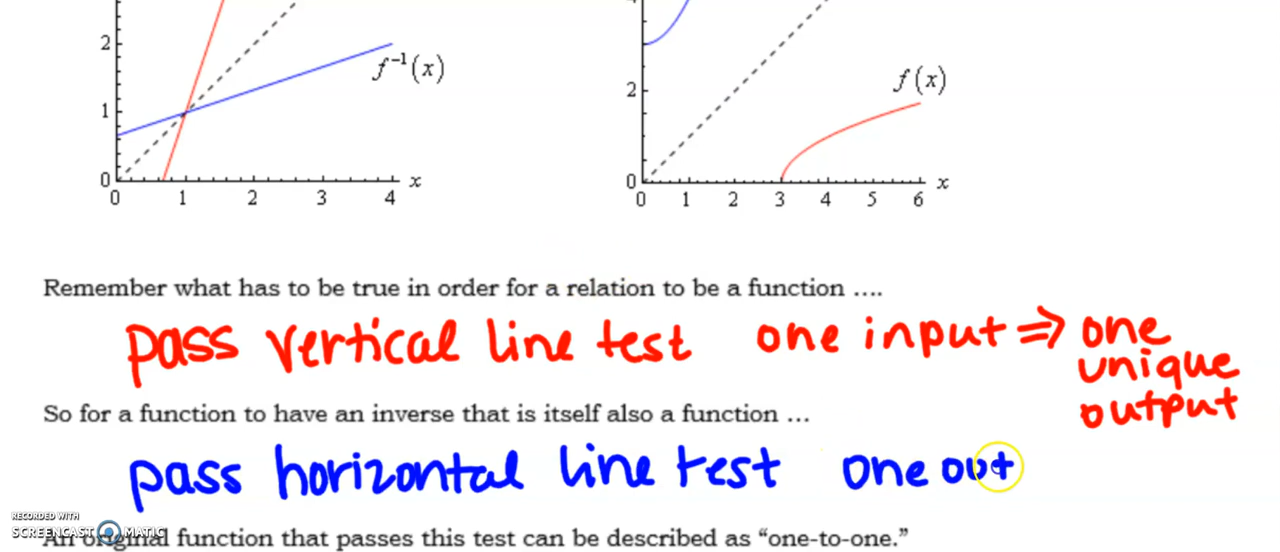 2
f⁻¹(x)
1
0
x
0 1 2 3 4
f(x)
2
0
x
0 1 2 3 4 5 6
Remember what has to be true in order for a relation to be a function ....
pass vertical line test one input ⇒ one
unique
output
So for a function to have an inverse that is itself also a function ...
pass horizontal line test one out
RECORDED WITH
SCREENCAST MATIC
An original function that passes this test can be described as “one-to-one.”